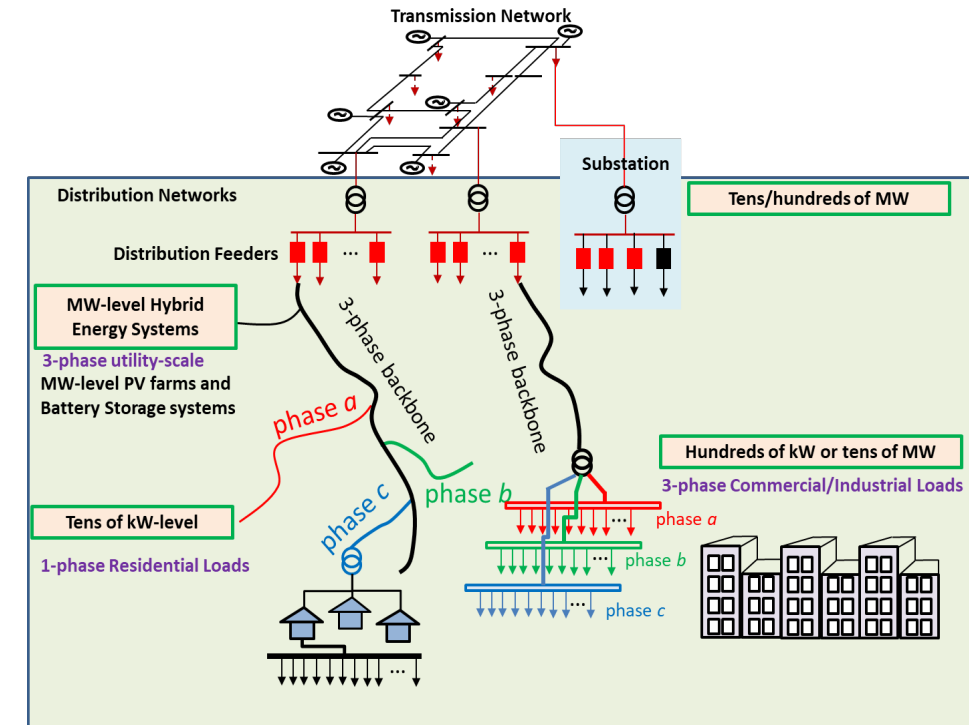 Transmission Network
Substation
Distribution Networks
Tens/hundreds of MW
Distribution Feeders
...
...
MW-level Hybrid
Energy Systems
3-phase utility-scale
MW-level PV farms and
Battery Storage systems
3-phase backbone
3-phase backbone
phase a
phase b
phase c
Hundreds of kW or tens of MW
3-phase Commercial/Industrial Loads
Tens of kW-level
1-phase Residential Loads
...
phase a
...
phase b
...
phase c
...